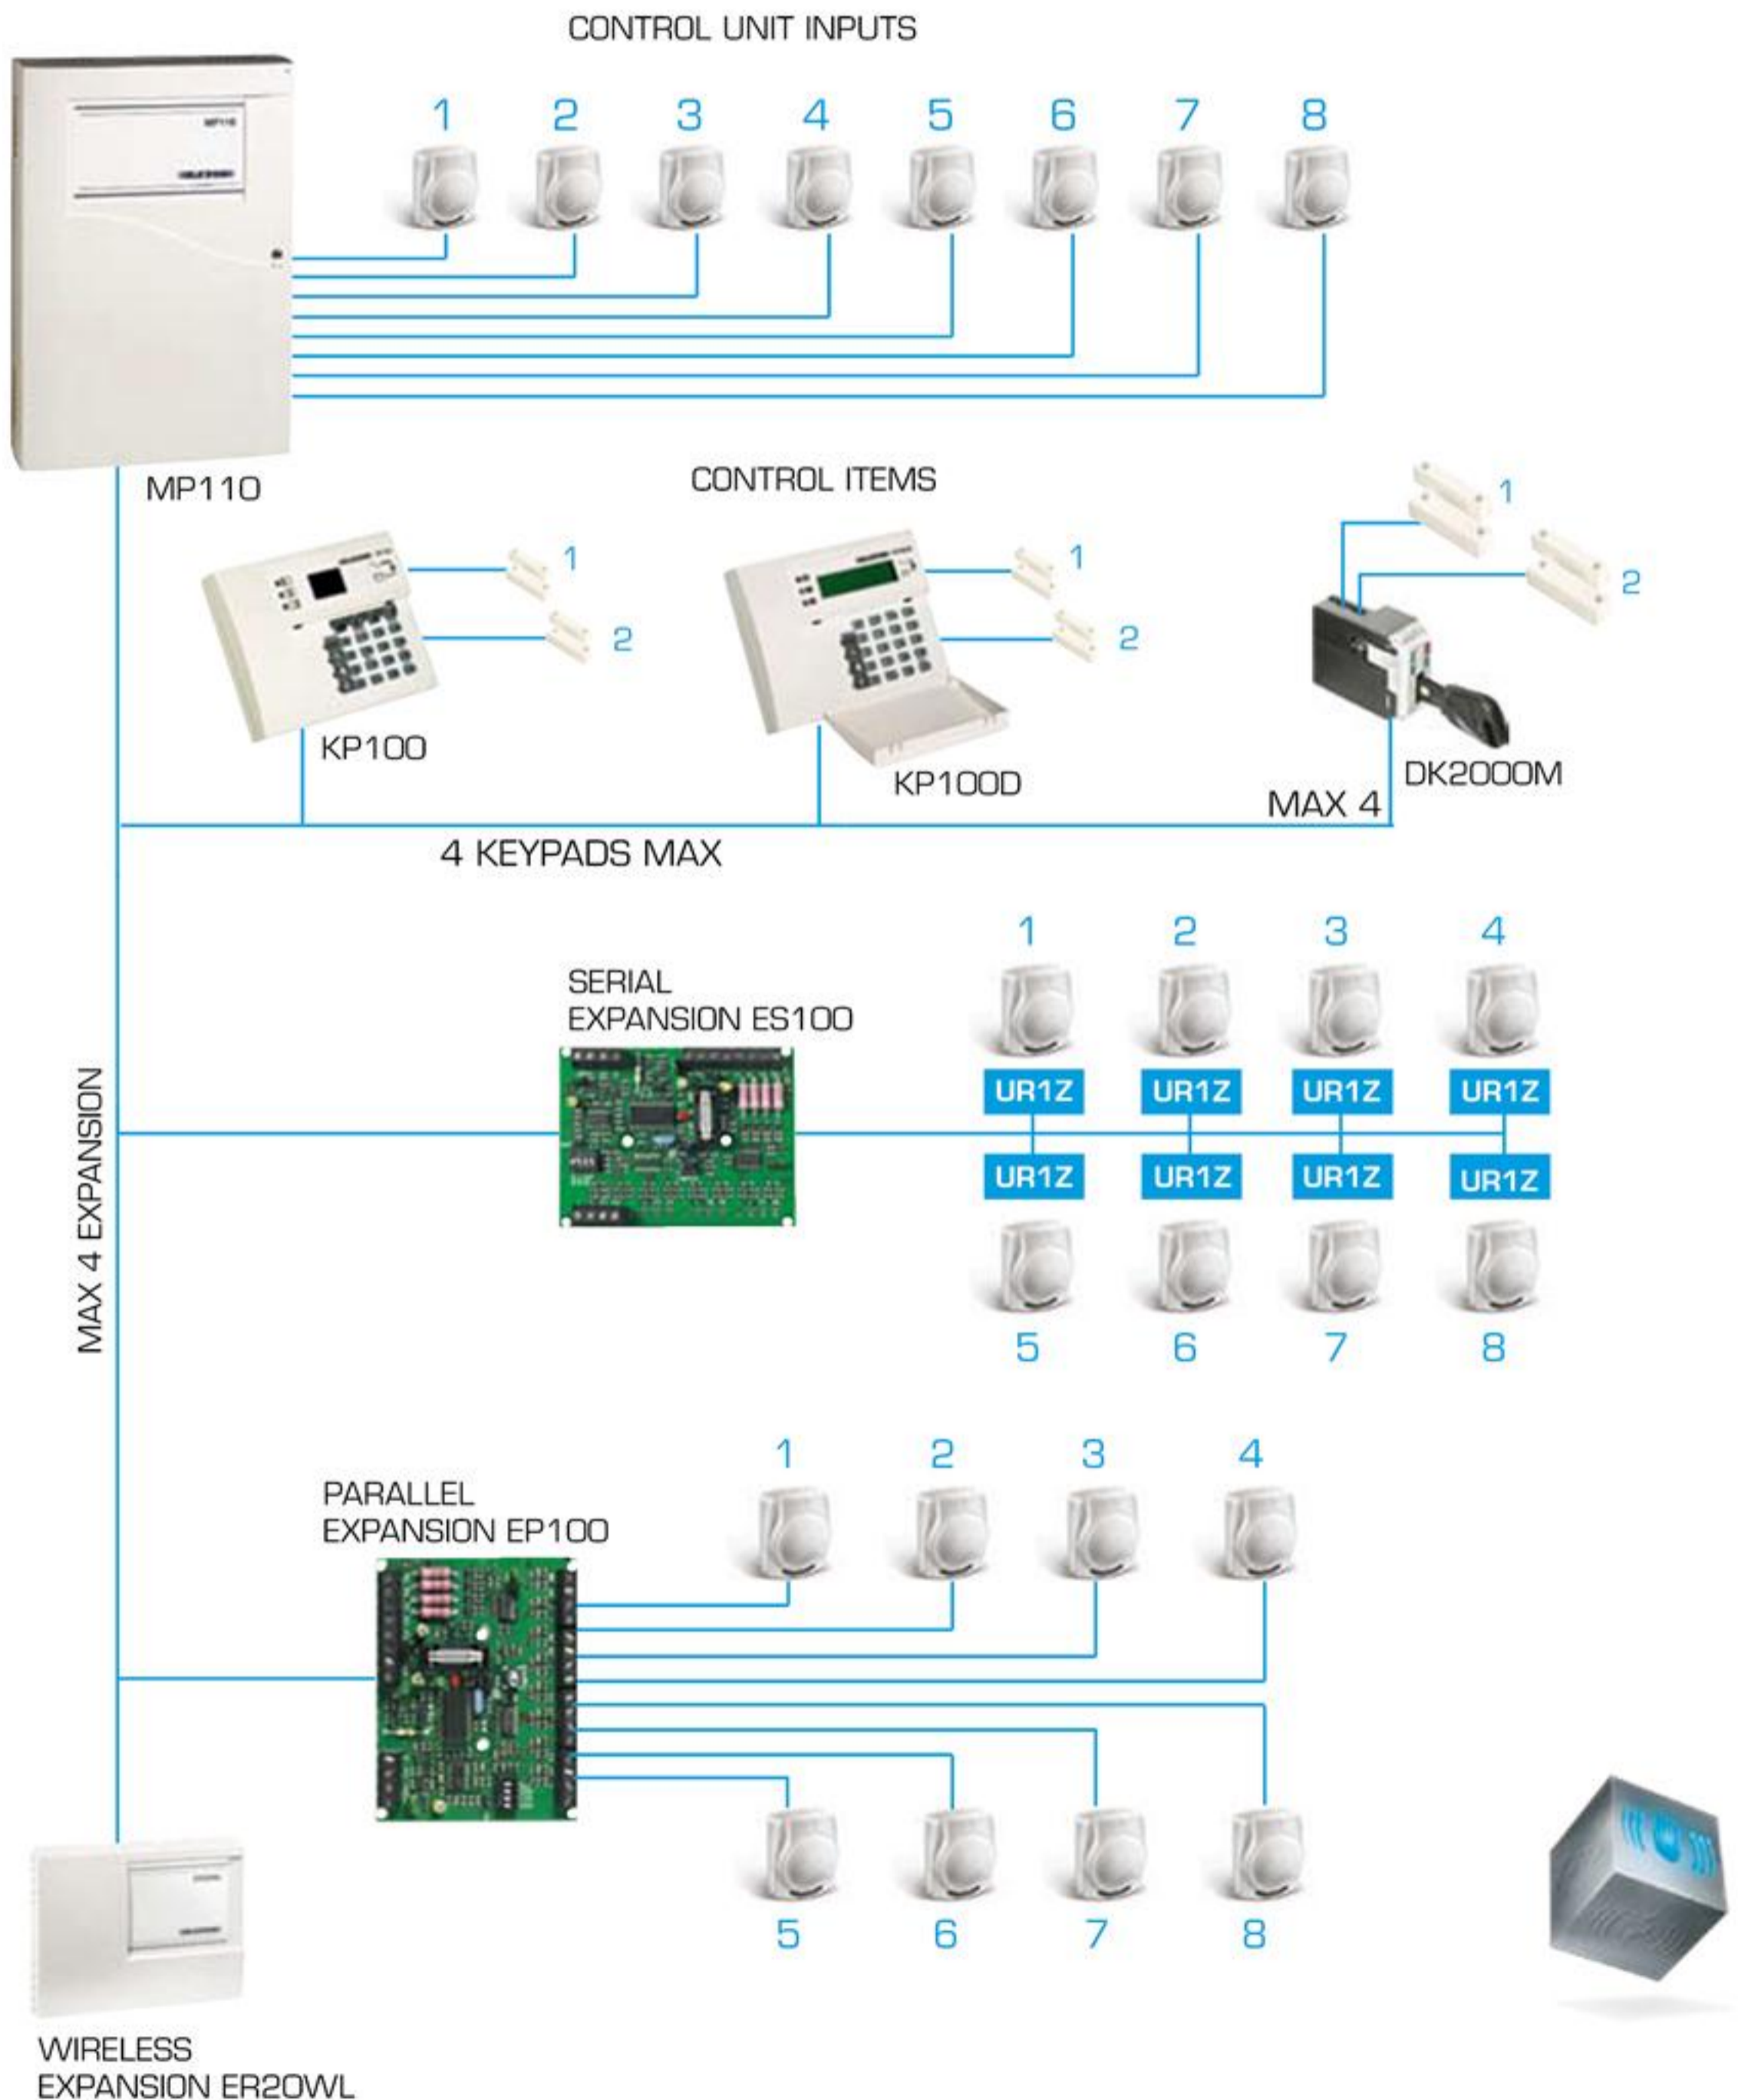 CONTROL UNIT INPUTS
1 2 3 4 5 6 7 8
MP110
MP110
CONTROL ITEMS
1
2
KP100
1
2
KP100D
1
2
DK2000M
MAX 4
4 KEYPADS MAX
MAX 4 EXPANSION
SERIAL
EXPANSION ES100
1 2 3 4
UR1Z UR1Z UR1Z UR1Z
UR1Z UR1Z UR1Z UR1Z
5 6 7 8
PARALLEL
EXPANSION EP100
1 2 3 4
5 6 7 8
WIRELESS
EXPANSION ER20WL